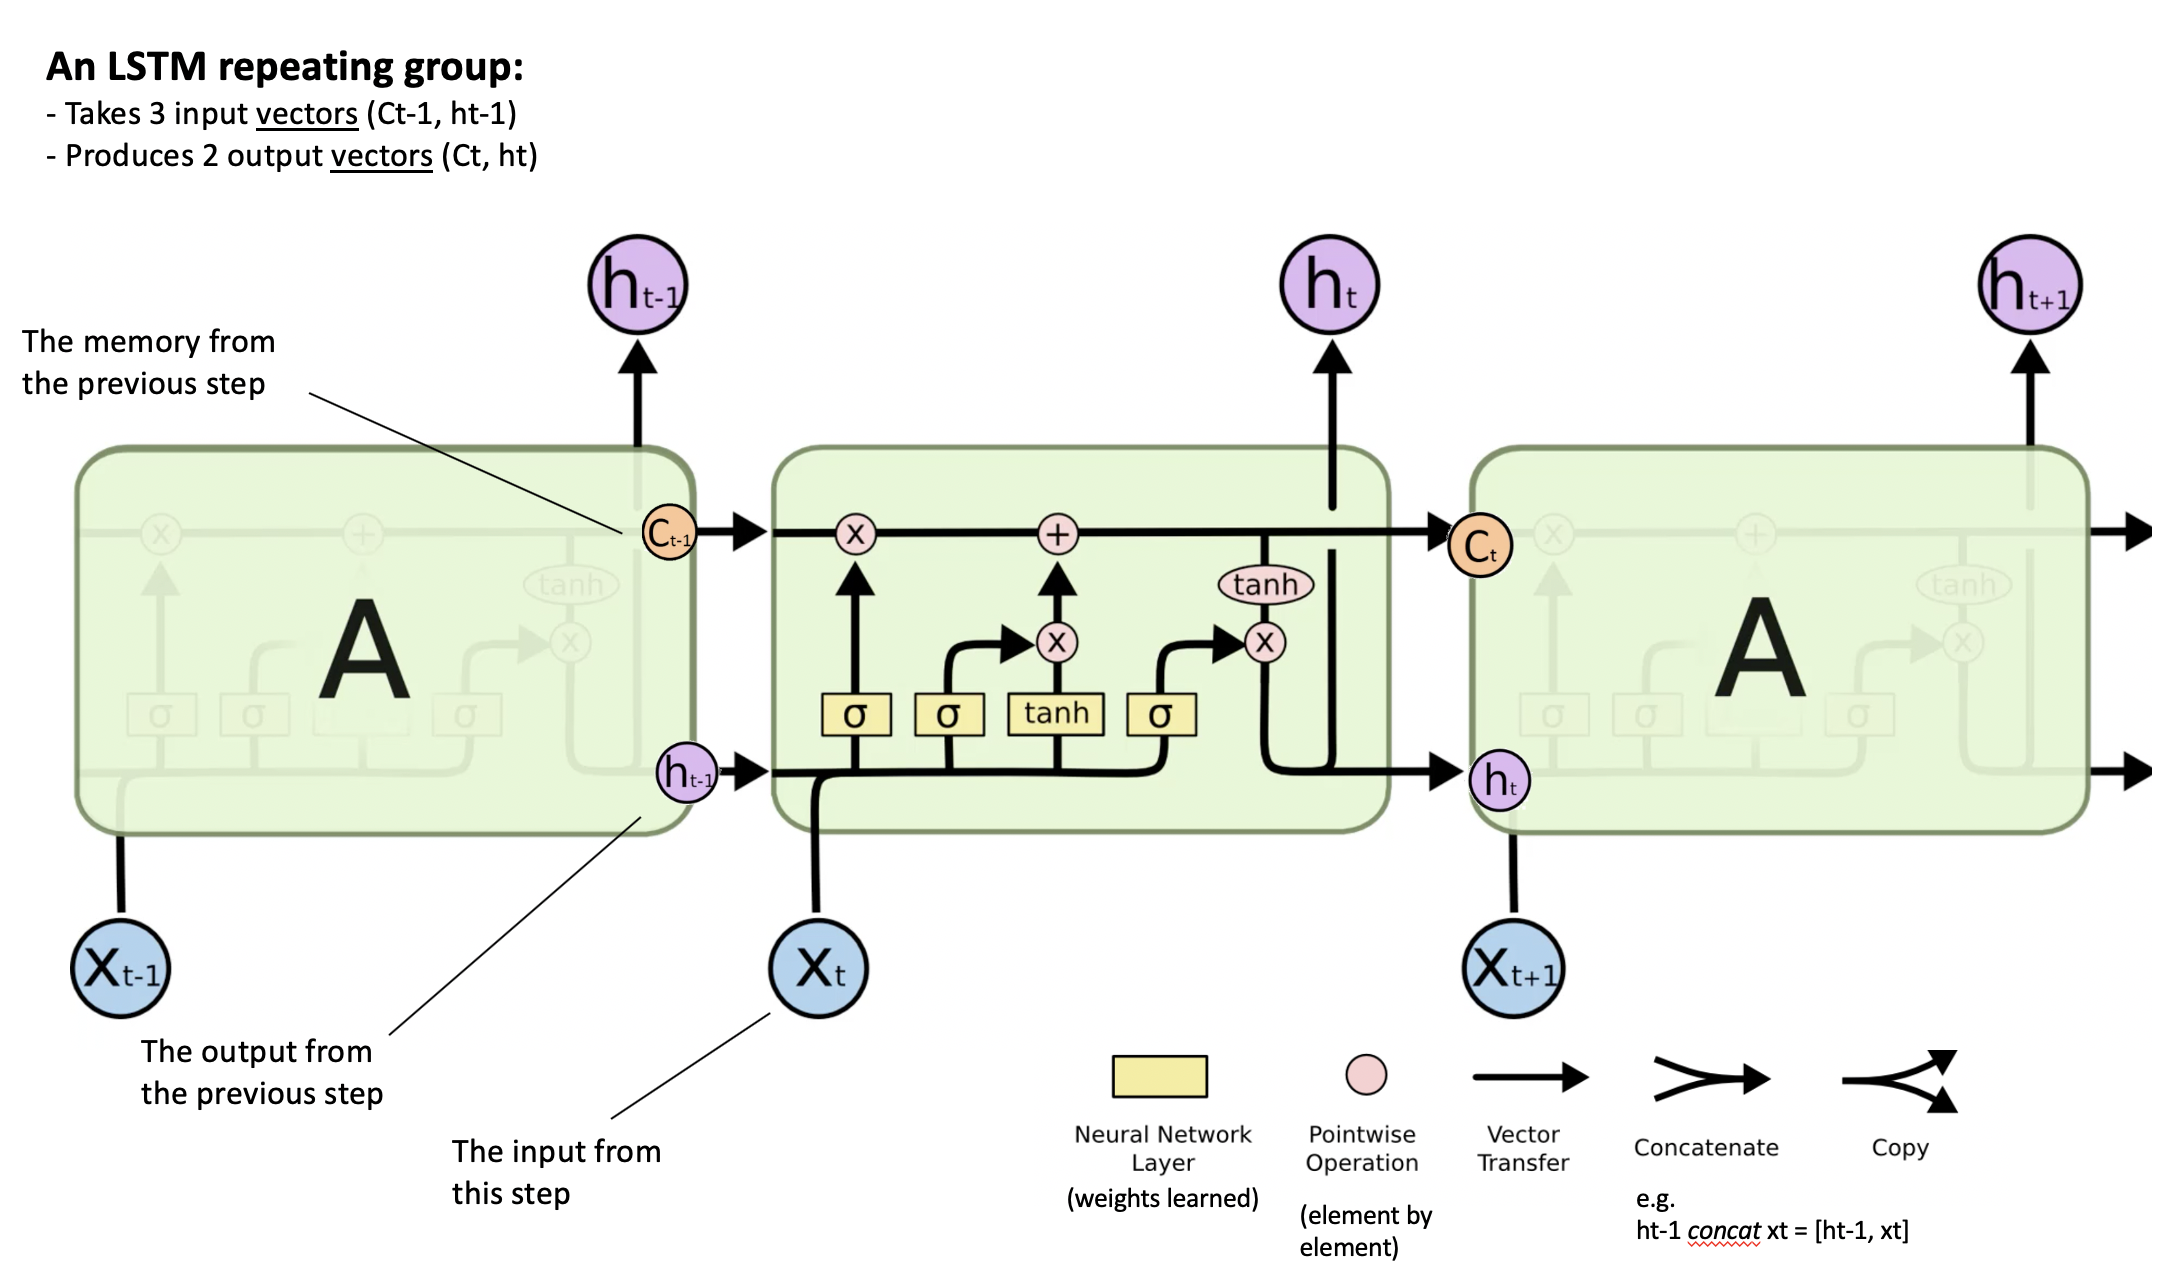 An LSTM repeating group:
- Takes 3 input vectors (Ct-1, ht-1)
- Produces 2 output vectors (Ct, ht)
ht-1
ht
ht+1
The memory from
the previous step
x
+
tanh
x
σ
σ
σ
A
Ct-1
ht-1
x
+
tanh
x
x
σ
σ
tanh
σ
Ct
ht
x
+
tanh
x
σ
σ
σ
A
Xt-1
Xt
Xt+1
The output from
the previous step
The input from
this step
Neural Network
Layer
(weights learned)
Pointwise
Operation
(element by
element)
Vector
Transfer
Concatenate
e.g.
ht-1 concat xt = [ht-1, xt]
Copy